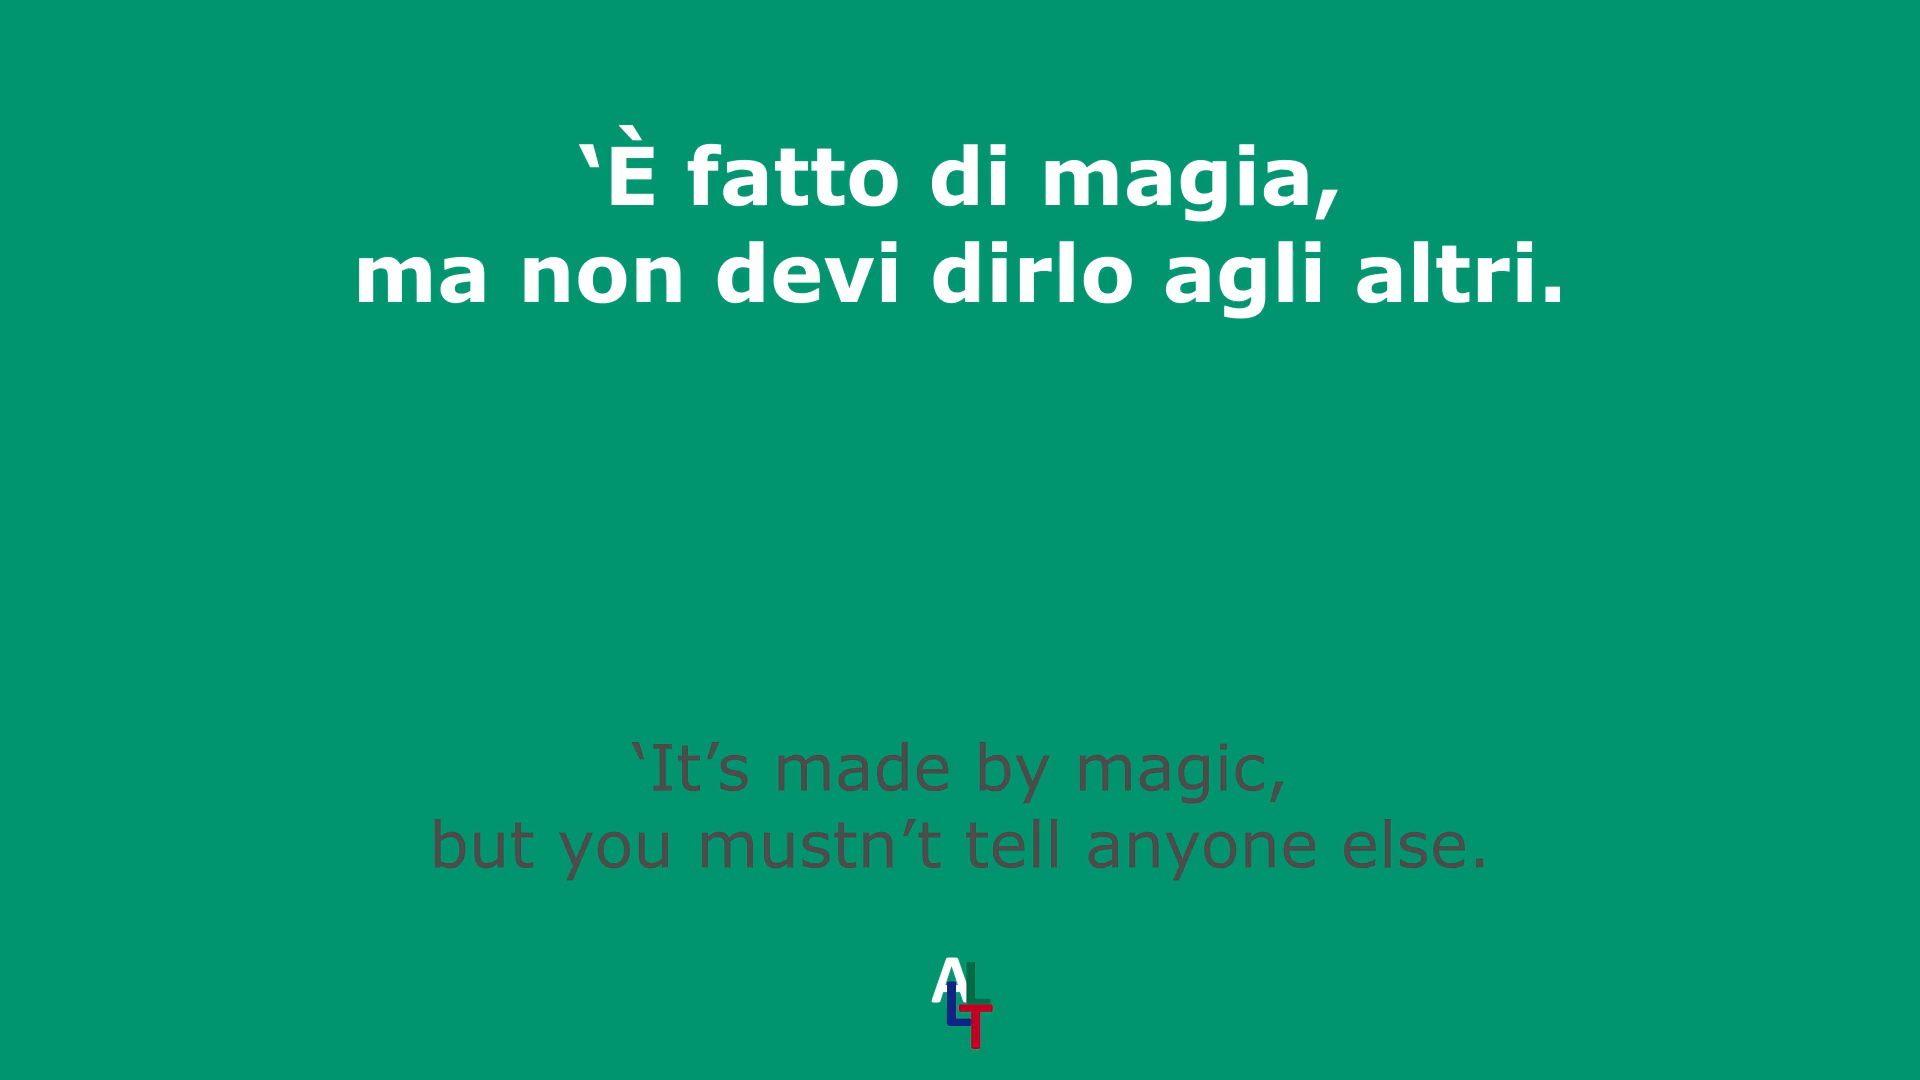 ‘È fatto di magia,
ma non devi dirlo agli altri.
‘It’s made by magic,
but you mustn’t tell anyone else.
ALLT